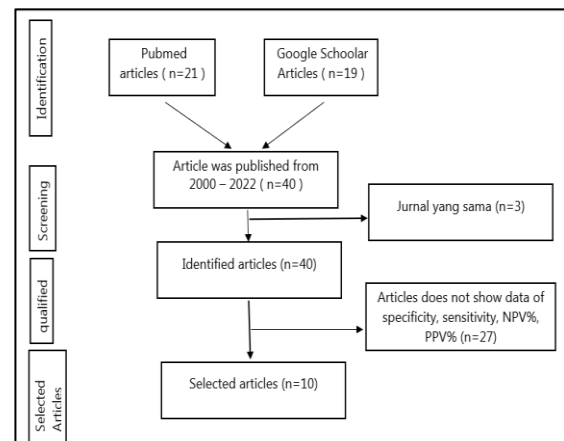 Identification
Pubmed
articles ( n=21 )
Google Schoolar
Articles ( n=19 )
Article was published from
2000 – 2022 ( n=40 )
Screening
Jurnal yang sama (n=3)
Identified articles (n=40)
qualified
Articles does not show data of
specificity, sensitivity, NPV%,
PPV% (n=27)
Selected articles (n=10)
Selected
Articles